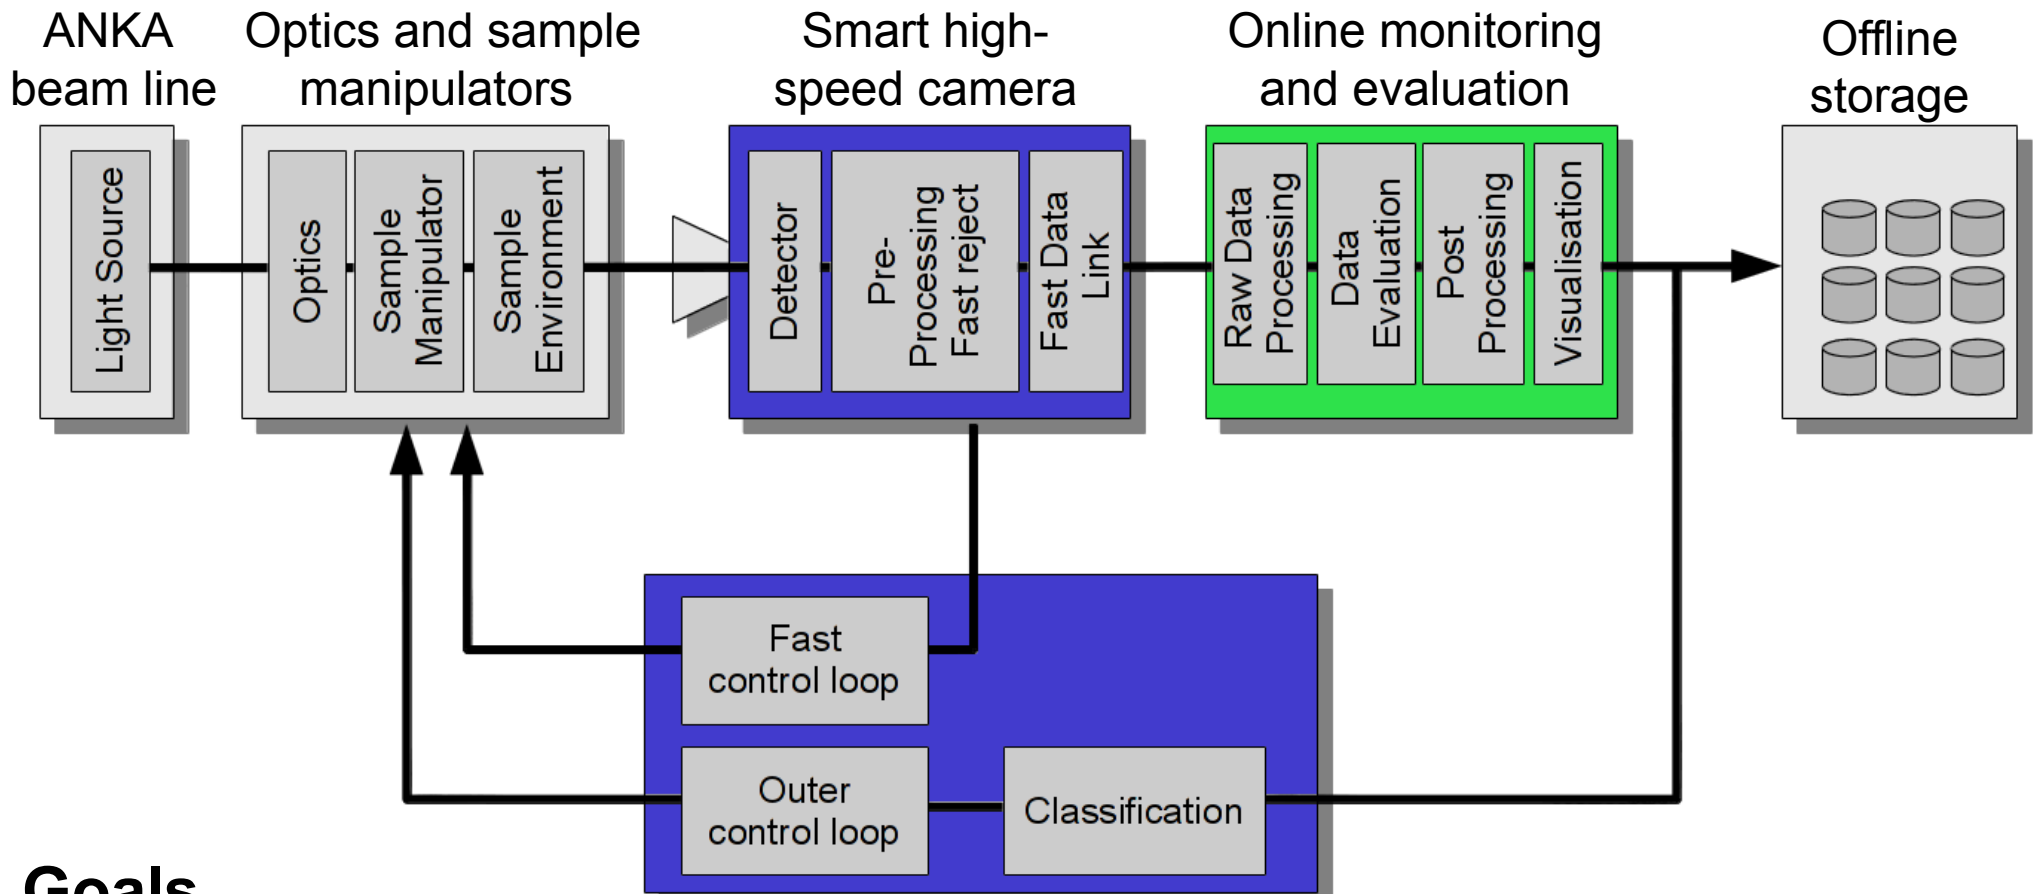 ANKA
beam line
Optics and sample
manipulators
Smart high-
speed camera
Online monitoring
and evaluation
Offline
storage
Light Source
Optics
Sample
Manipulator
Sample
Environment
Detector
Pre-
Processing
Fast reject
Fast Data
Link
Raw Data
Processing
Data
Evaluation
Post
Processing
Visualisation
Fast
control loop
Outer
control loop
Classification
Goals